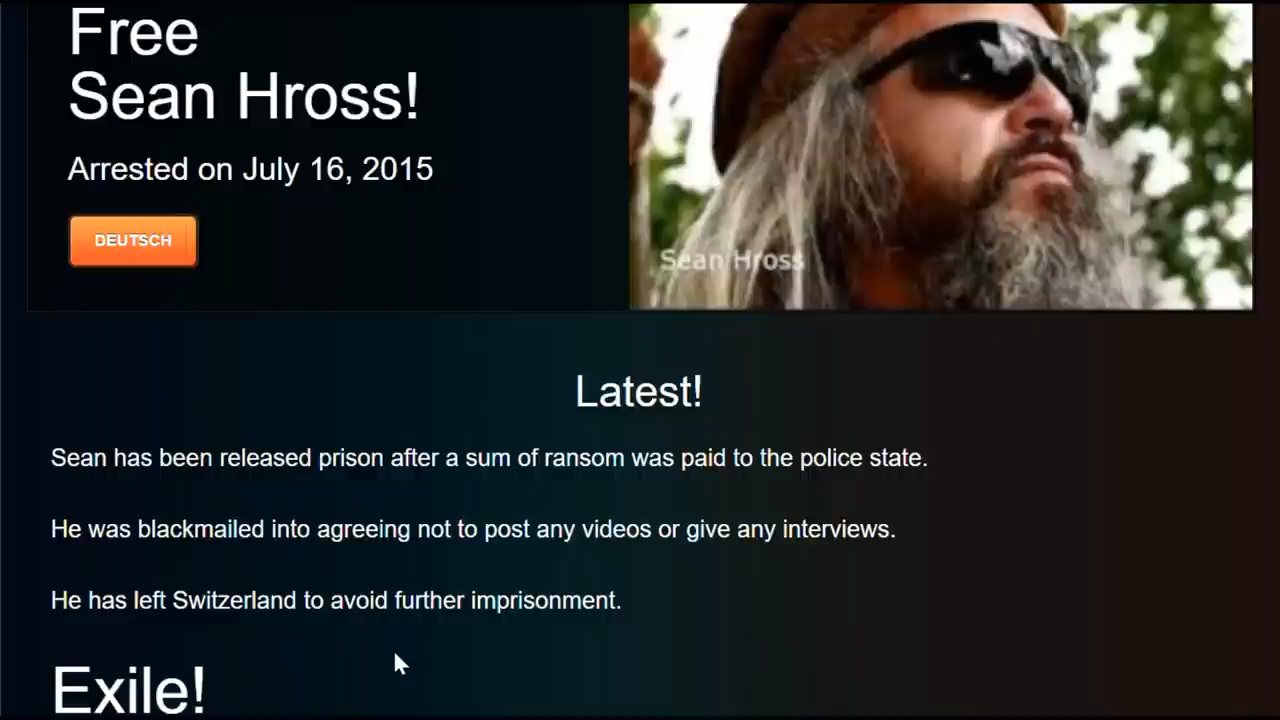 Free
Sean Hross!
Arrested on July 16, 2015
DEUTSCH
Sean Hross
Latest!
Sean has been released prison after a sum of ransom was paid to the police state.
He was blackmailed into agreeing not to post any videos or give any interviews.
He has left Switzerland to avoid further imprisonment.
Exile!